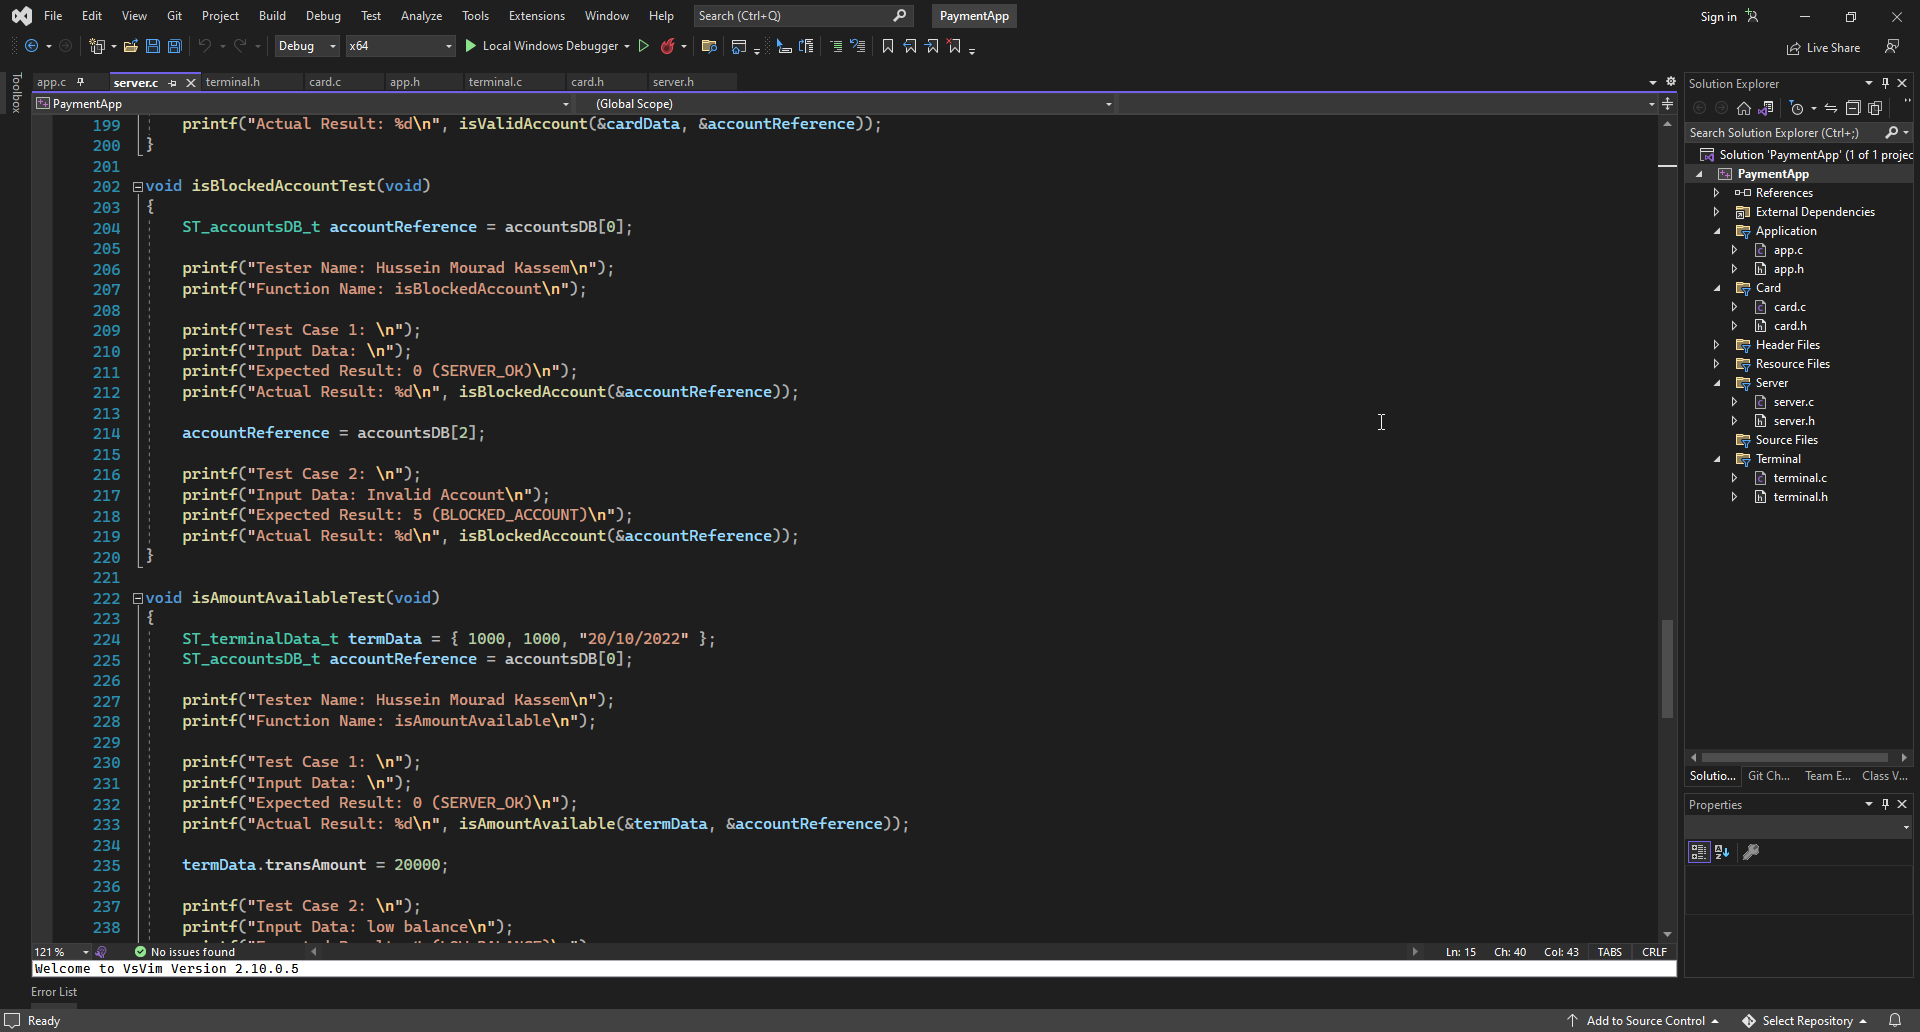 File Edit View Git Project Build Debug Test Analyze Tools Extensions Window Help Search (Ctrl+Q) PaymentApp Sign in
Debug x64 Local Windows Debugger Live Share
Toolbox
app.c server.c terminal.h card.c app.h terminal.c card.h server.h
PaymentApp (Global Scope)
199 printf("Actual Result: %d\n", isValidAccount(&cardData, &accountReference));
200 }
201
202 void isBlockedAccountTest(void)
203 {
204 ST_accountsDB_t accountReference = accountsDB[0];
205
206 printf("Tester Name: Hussein Mourad Kassem\n");
207 printf("Function Name: isBlockedAccount\n");
208
209 printf("Test Case 1: \n");
210 printf("Input Data: \n");
211 printf("Expected Result: 0 (SERVER_OK)\n");
212 printf("Actual Result: %d\n", isBlockedAccount(&accountReference));
213
214 accountReference = accountsDB[2];
215
216 printf("Test Case 2: \n");
217 printf("Input Data: Invalid Account\n");
218 printf("Expected Result: 5 (BLOCKED_ACCOUNT)\n");
219 printf("Actual Result: %d\n", isBlockedAccount(&accountReference));
220 }
221
222 void isAmountAvailableTest(void)
223 {
224 ST_terminalData_t termData = { 1000, 1000, "20/10/2022" };
225 ST_accountsDB_t accountReference = accountsDB[0];
226
227 printf("Tester Name: Hussein Mourad Kassem\n");
228 printf("Function Name: isAmountAvailable\n");
229
230 printf("Test Case 1: \n");
231 printf("Input Data: \n");
232 printf("Expected Result: 0 (SERVER_OK)\n");
233 printf("Actual Result: %d\n", isAmountAvailable(&termData, &accountReference));
234
235 termData.transAmount = 20000;
236
237 printf("Test Case 2: \n");
238 printf("Input Data: low balance\n");
121 % No issues found Ln: 15 Ch: 40 Col: 43 TABS CRLF
Welcome to VsVim Version 2.10.0.5
Error List
Solution Explorer
Search Solution Explorer (Ctrl+;)
Solution 'PaymentApp' (1 of 1 projec
PaymentApp
References
External Dependencies
Application
app.c
app.h
Card
card.c
card.h
Header Files
Resource Files
Server
server.c
server.h
Source Files
Terminal
terminal.c
terminal.h
Solutio... Git Ch... Team E... Class V...
Properties
Ready Add to Source Control Select Repository